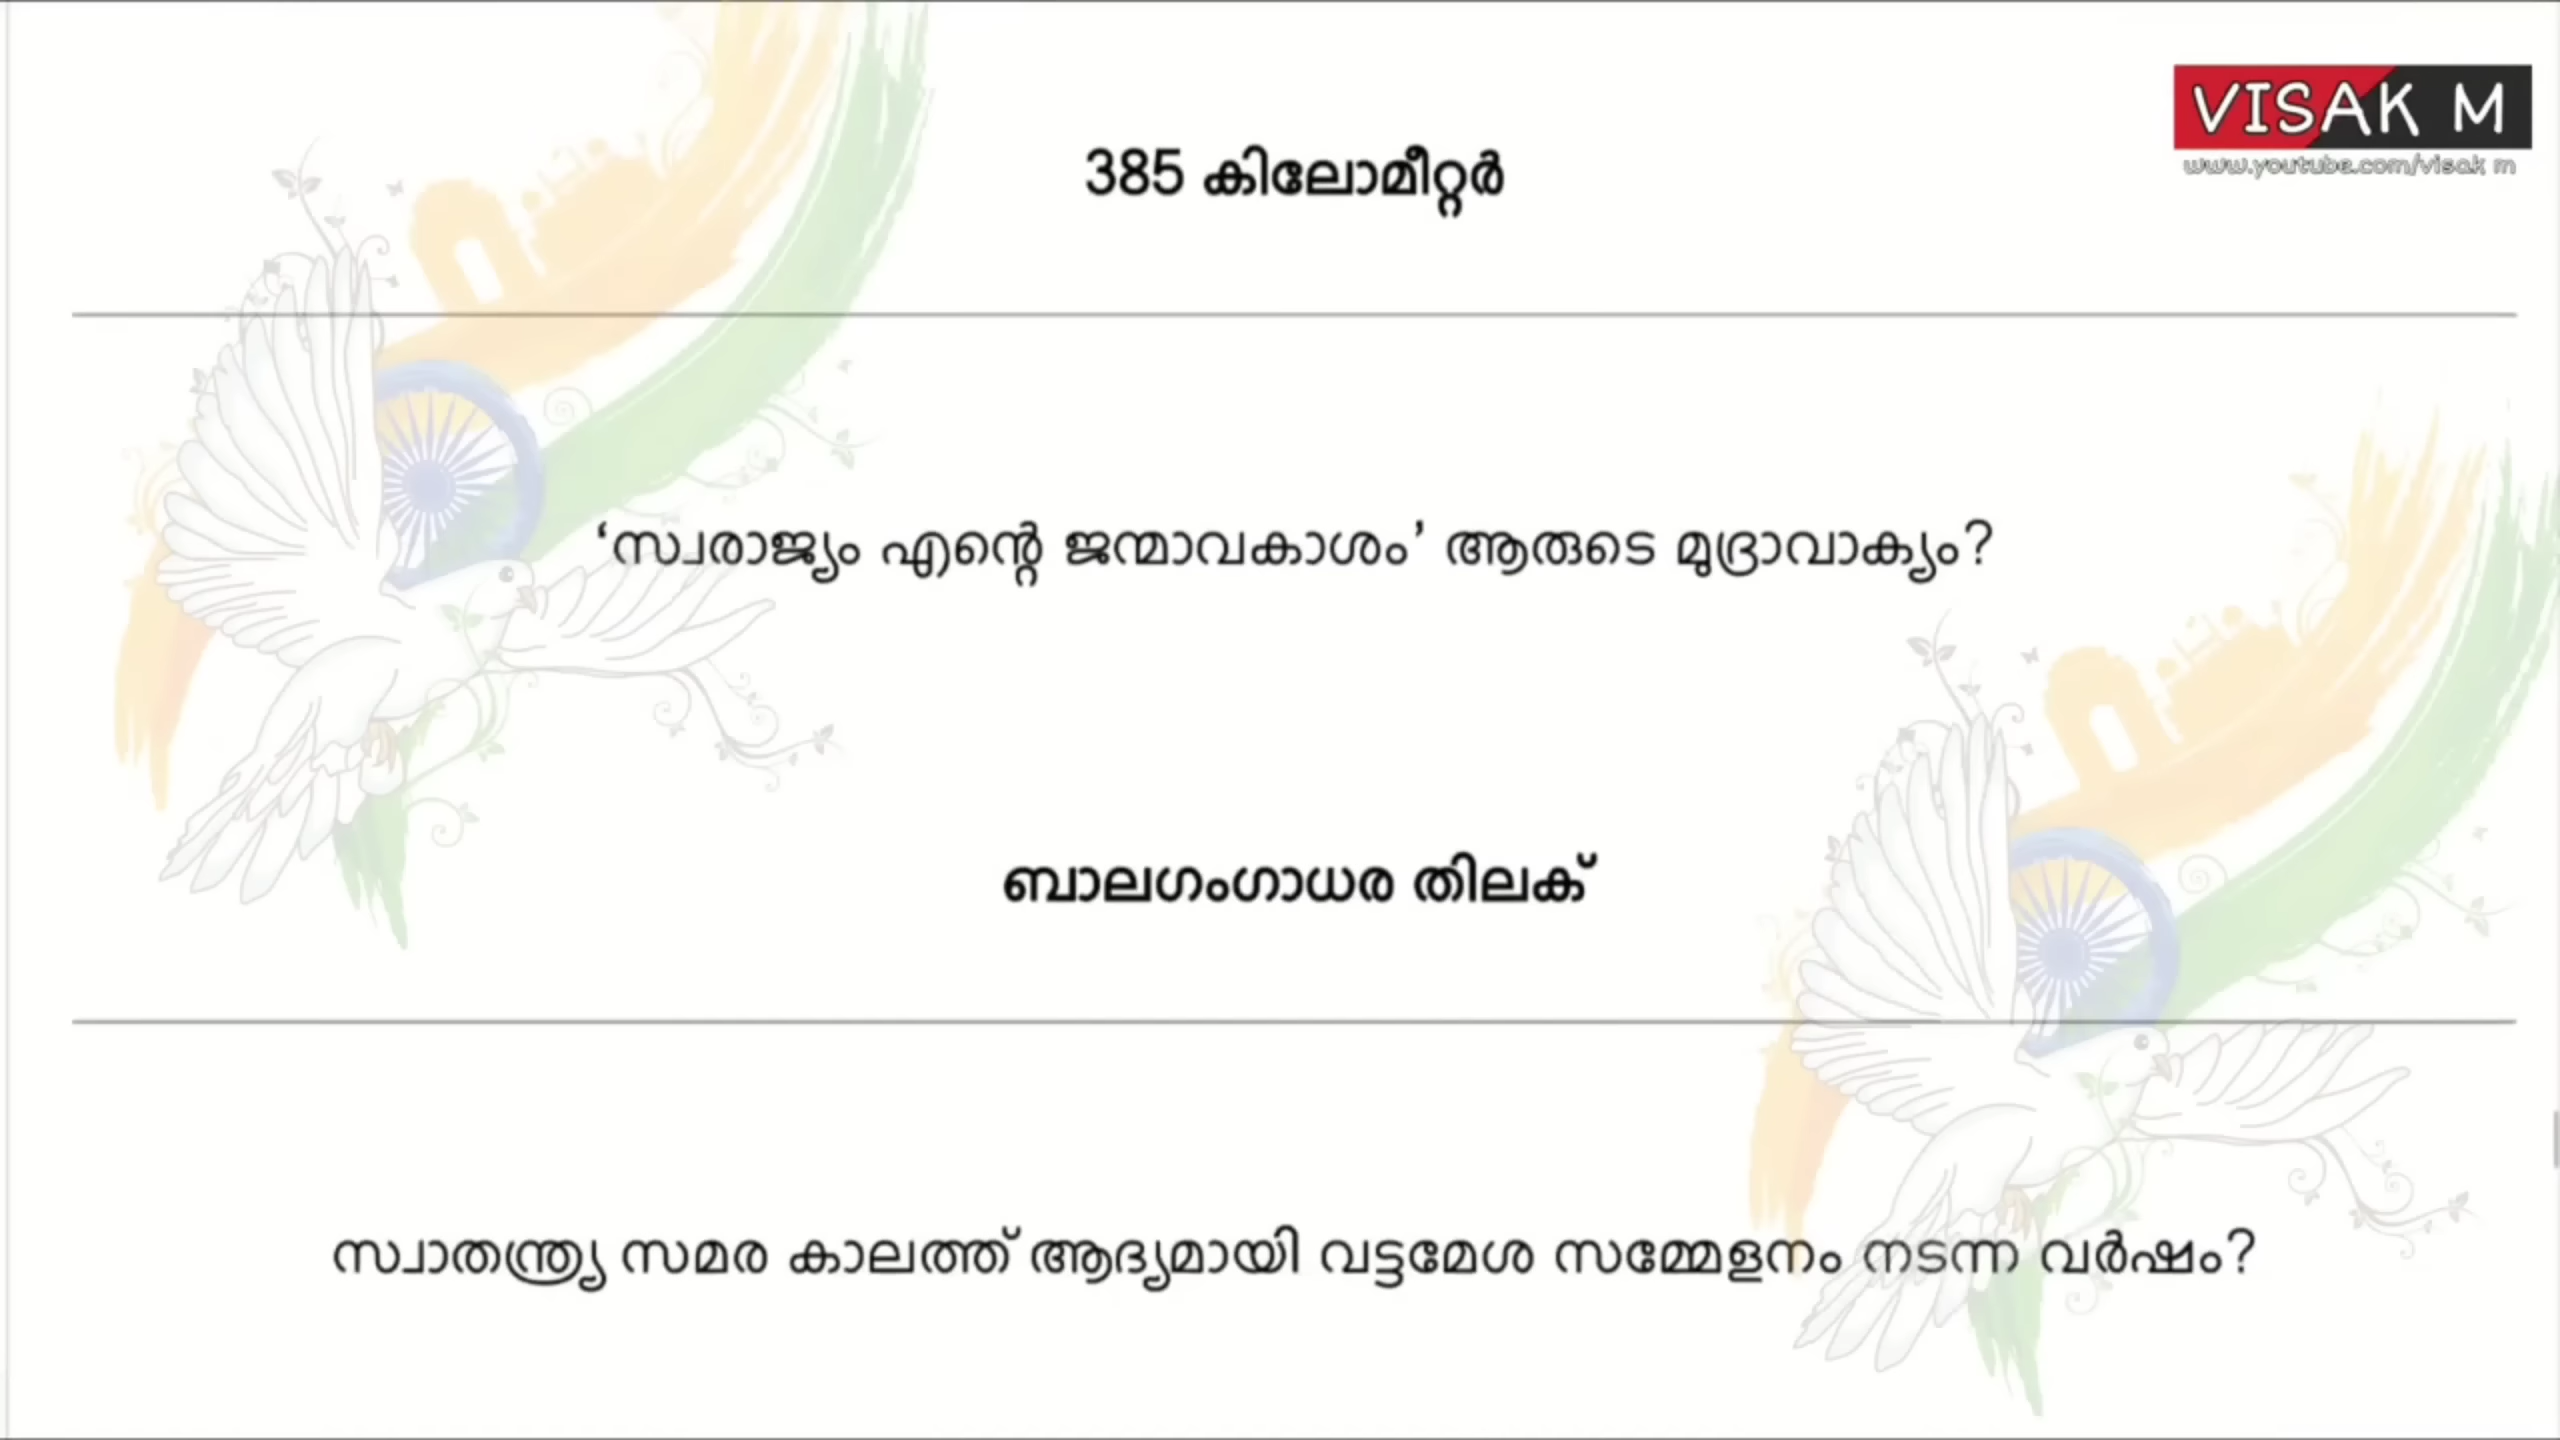 VISAK M
www.youtube.com/visak m
385 കിലോമീറ്റർ
‘സ്വരാജ്യം എന്റെ ജന്മാവകാശം’ ആരുടെ മുദ്രാവാക്യം?
ബാലഗംഗാധര തിലക്
സ്വാതന്ത്ര്യ സമര കാലത്ത് ആദ്യമായി വട്ടമേശ സമ്മേളനം നടന്ന വർഷം?